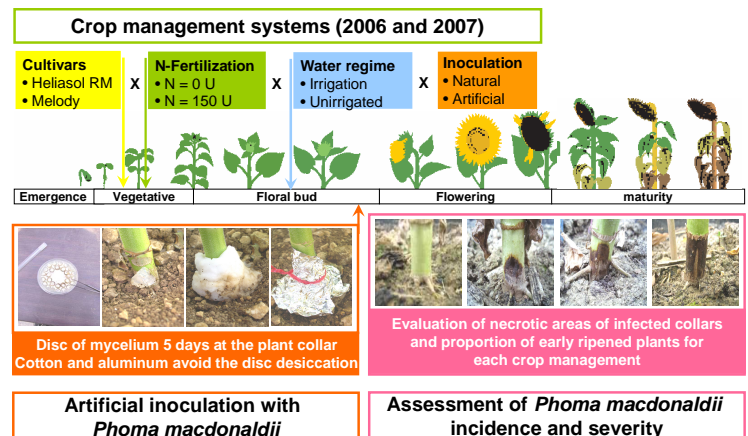 Crop management systems (2006 and 2007)
Cultivars
• Heliasol RM
• Melody
X
N-Fertilization
• N = 0 U
• N = 150 U
X
Water regime
• Irrigation
• Unirrigated
X
Inoculation
• Natural
• Artificial
Emergence
Vegetative
Floral bud
Flowering
maturity
Disc of mycelium 5 days at the plant collar
Cotton and aluminum avoid the disc desiccation
Evaluation of necrotic areas of infected collars
and proportion of early ripened plants for
each crop management
Artificial inoculation with
Phoma macdonaldii
Assessment of Phoma macdonaldii
incidence and severity